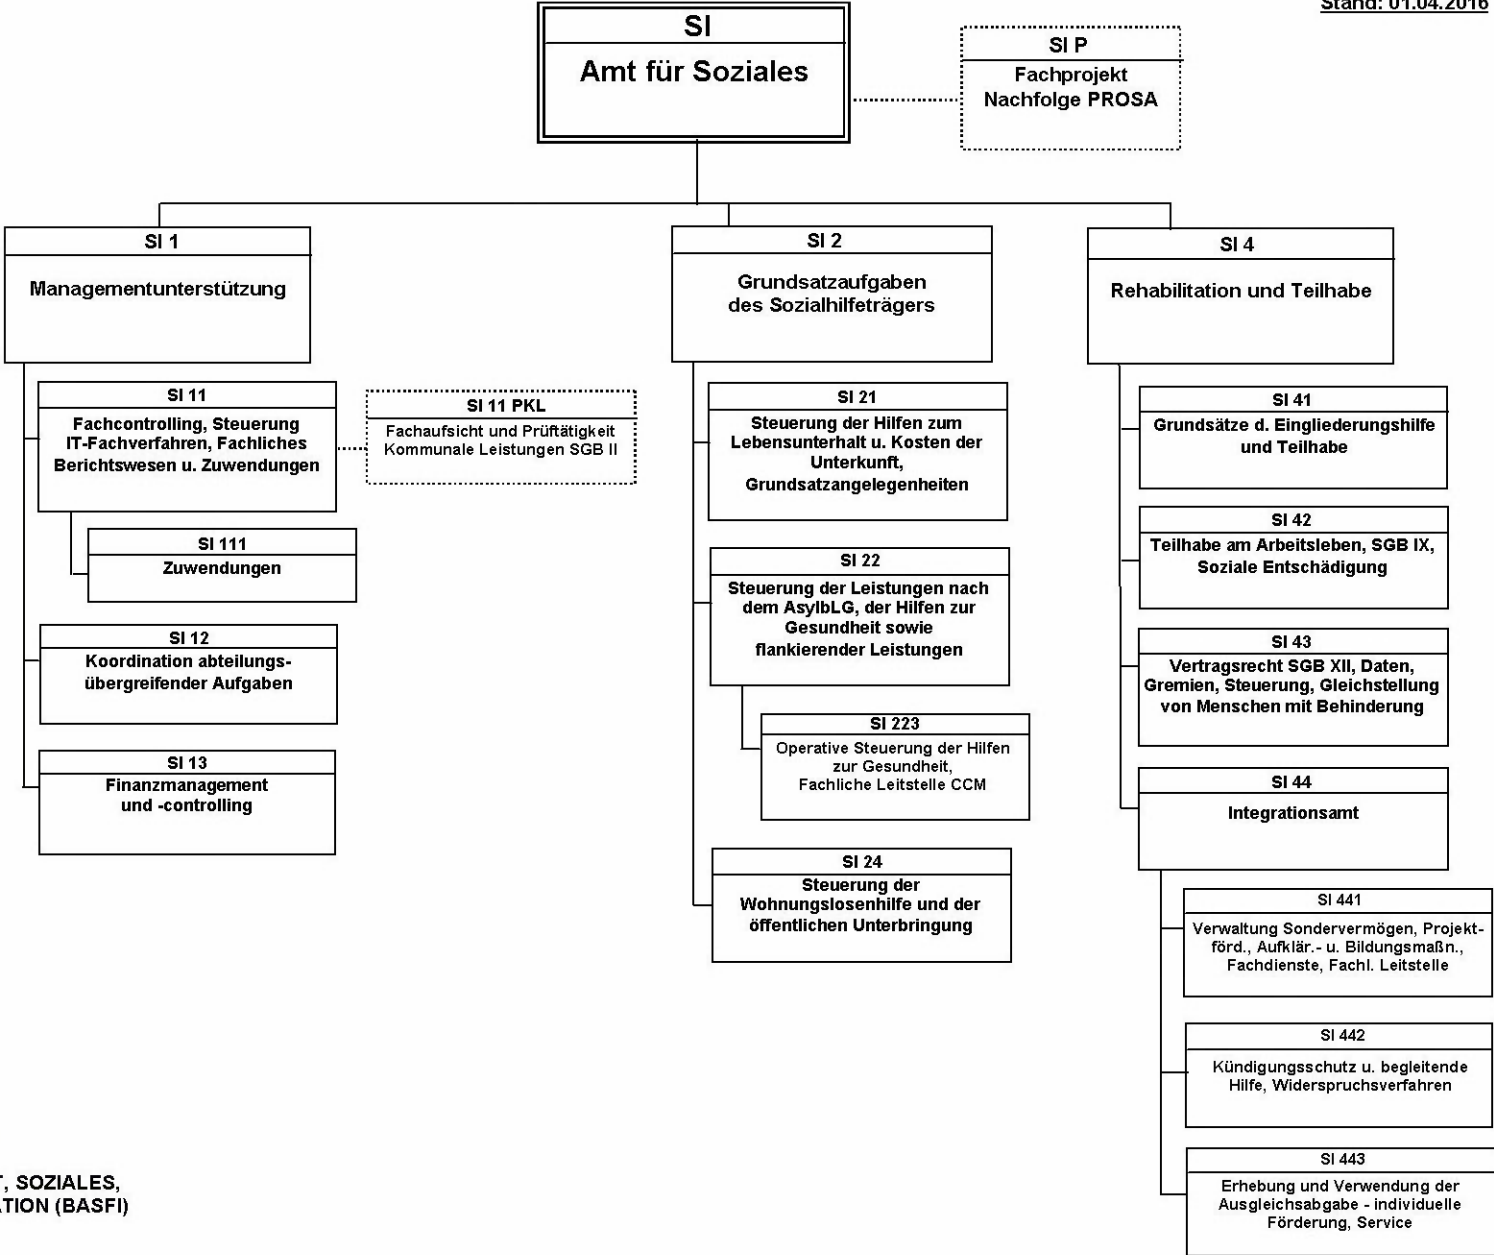 Stand: 01.04.2016
SI
Amt für Soziales
SI P
Fachprojekt
Nachfolge PROSA
SI 1
Managementunterstützung
SI 11
Fachcontrolling, Steuerung
IT-Fachverfahren, Fachliches
Berichtswesen u. Zuwendungen
SI 11 PKL
Fachaufsicht und Prüftätigkeit
Kommunale Leistungen SGB II
SI 111
Zuwendungen
SI 12
Koordination abteilungs-
übergreifender Aufgaben
SI 13
Finanzmanagement
und -controlling
SI 2
Grundsatzaufgaben
des Sozialhilfeträgers
SI 21
Steuerung der Hilfen zum
Lebensunterhalt u. Kosten der
Unterkunft,
Grundsatzangelegenheiten
SI 22
Steuerung der Leistungen nach
dem AsylbLG, der Hilfen zur
Gesundheit sowie
flankierender Leistungen
SI 223
Operative Steuerung der Hilfen
zur Gesundheit,
Fachliche Leitstelle CCM
SI 24
Steuerung der
Wohnungslosenhilfe und der
öffentlichen Unterbringung
SI 4
Rehabilitation und Teilhabe
SI 41
Grundsätze d. Eingliederungshilfe
und Teilhabe
SI 42
Teilhabe am Arbeitsleben, SGB IX,
Soziale Entschädigung
SI 43
Vertragsrecht SGB XII, Daten,
Gremien, Steuerung, Gleichstellung
von Menschen mit Behinderung
SI 44
Integrationsamt
SI 441
Verwaltung Sondervermögen, Projekt-
förd., Aufklär.- u. Bildungsmaßn.,
Fachdienste, Fachl. Leitstelle
SI 442
Kündigungsschutz u. begleitende
Hilfe, Widerspruchsverfahren
SI 443
Erhebung und Verwendung der
Ausgleichsabgabe - individuelle
Förderung, Service
, SOZIALES,
TION (BASFI)